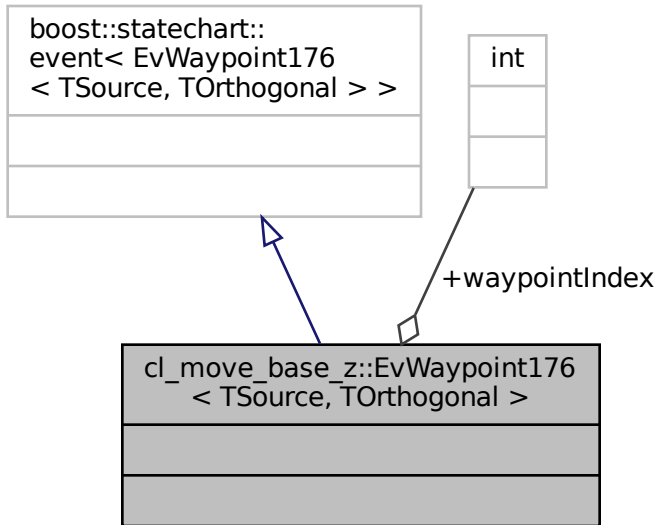 boost::statechart::
event< EvWaypoint176
< TSource, TOrthogonal > >
int
+waypointIndex
cl_move_base_z::EvWaypoint176
< TSource, TOrthogonal >